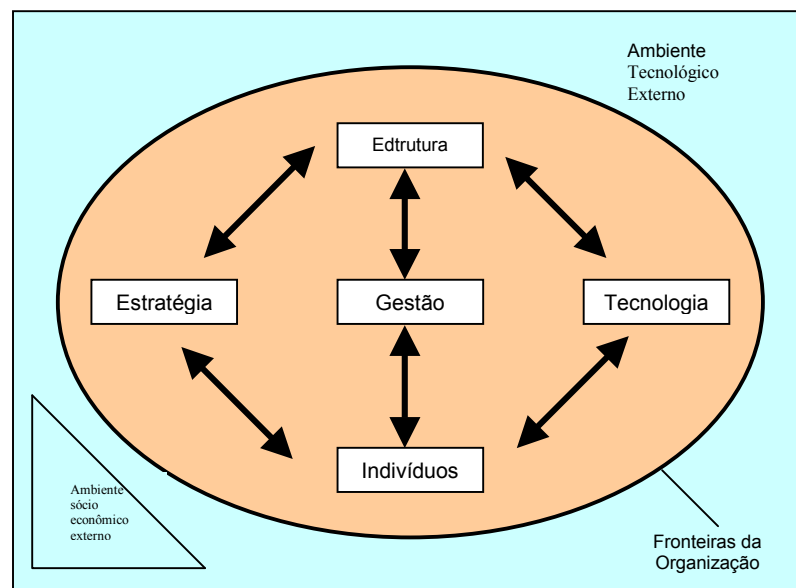 Ambiente
Tecnológico
Externo
Edtrutura
Estratégia
Gestão
Tecnologia
Indivíduos
Ambiente
sócio
econômico
externo
Fronteiras da
Organização